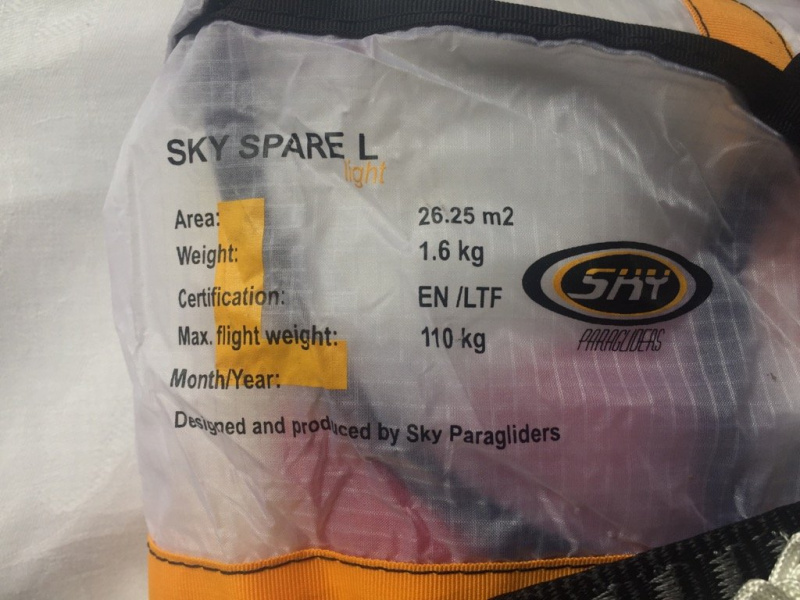 SKY SPARE L
light
Area: 26.25 m2
Weight: 1.6 kg
Certification: EN /LTF
Max. flight weight: 110 kg
Month/Year:
Designed and produced by Sky Paragliders
L
SKY
PARAGLIDERS